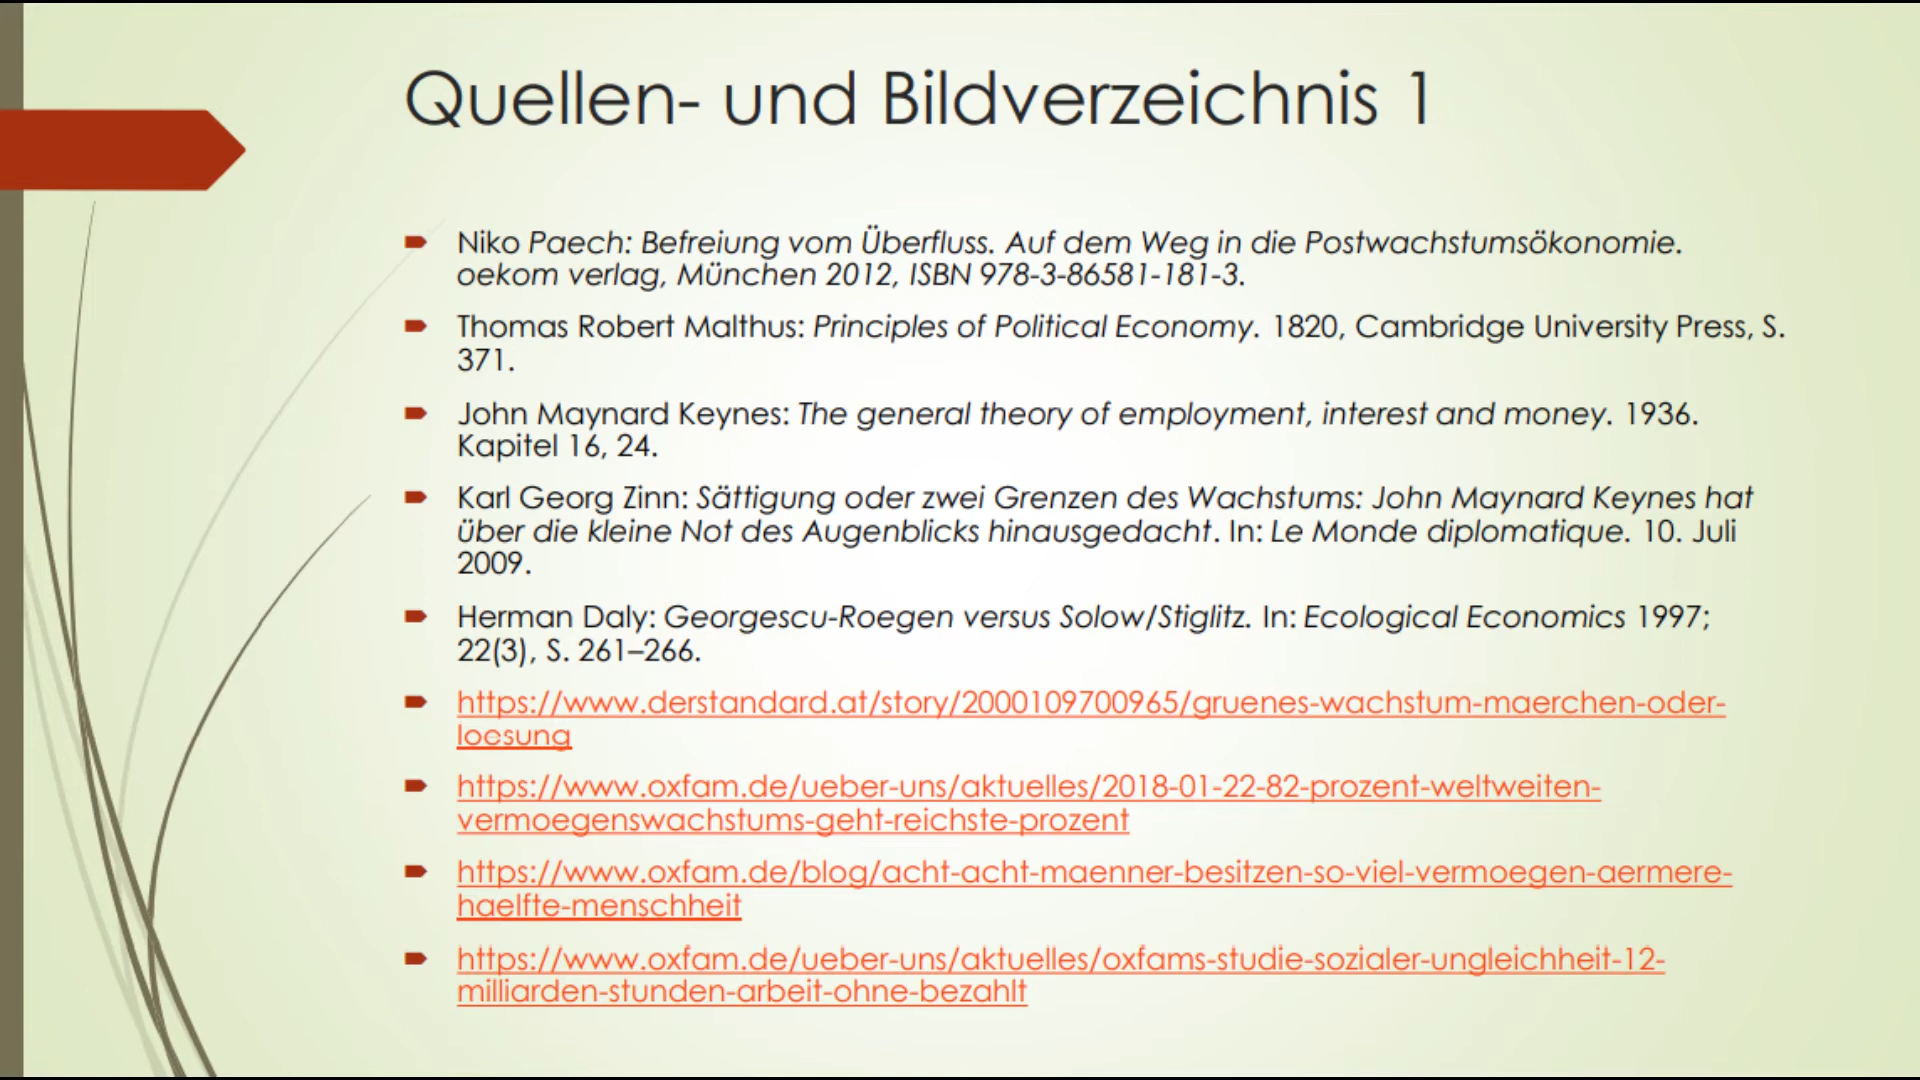 Quellen- und Bildverzeichnis 1
Niko Paech: Befreiung vom Überfluss. Auf dem Weg in die Postwachstumsökonomie.
oekom verlag, München 2012, ISBN 978-3-86581-181-3.
Thomas Robert Malthus: Principles of Political Economy. 1820, Cambridge University Press, S.
371.
John Maynard Keynes: The general theory of employment, interest and money. 1936.
Kapitel 16, 24.
Karl Georg Zinn: Sättigung oder zwei Grenzen des Wachstums: John Maynard Keynes hat
über die kleine Not des Augenblicks hinausgedacht. In: Le Monde diplomatique. 10. Juli
2009.
Herman Daly: Georgescu-Roegen versus Solow/Stiglitz. In: Ecological Economics 1997;
22(3), S. 261–266.
https://www.derstandard.at/story/2000109700965/gruenes-wachstum-maerchen-oder-
loesung
https://www.oxfam.de/ueber-uns/aktuelles/2018-01-22-82-prozent-weltweiten-
vermoegenswachstums-geht-reichste-prozent
https://www.oxfam.de/blog/acht-acht-maenner-besitzen-so-viel-vermoegen-aermere-
haelfte-menschheit
https://www.oxfam.de/ueber-uns/aktuelles/oxfams-studie-sozialer-ungleichheit-12-
milliarden-stunden-arbeit-ohne-bezahlt